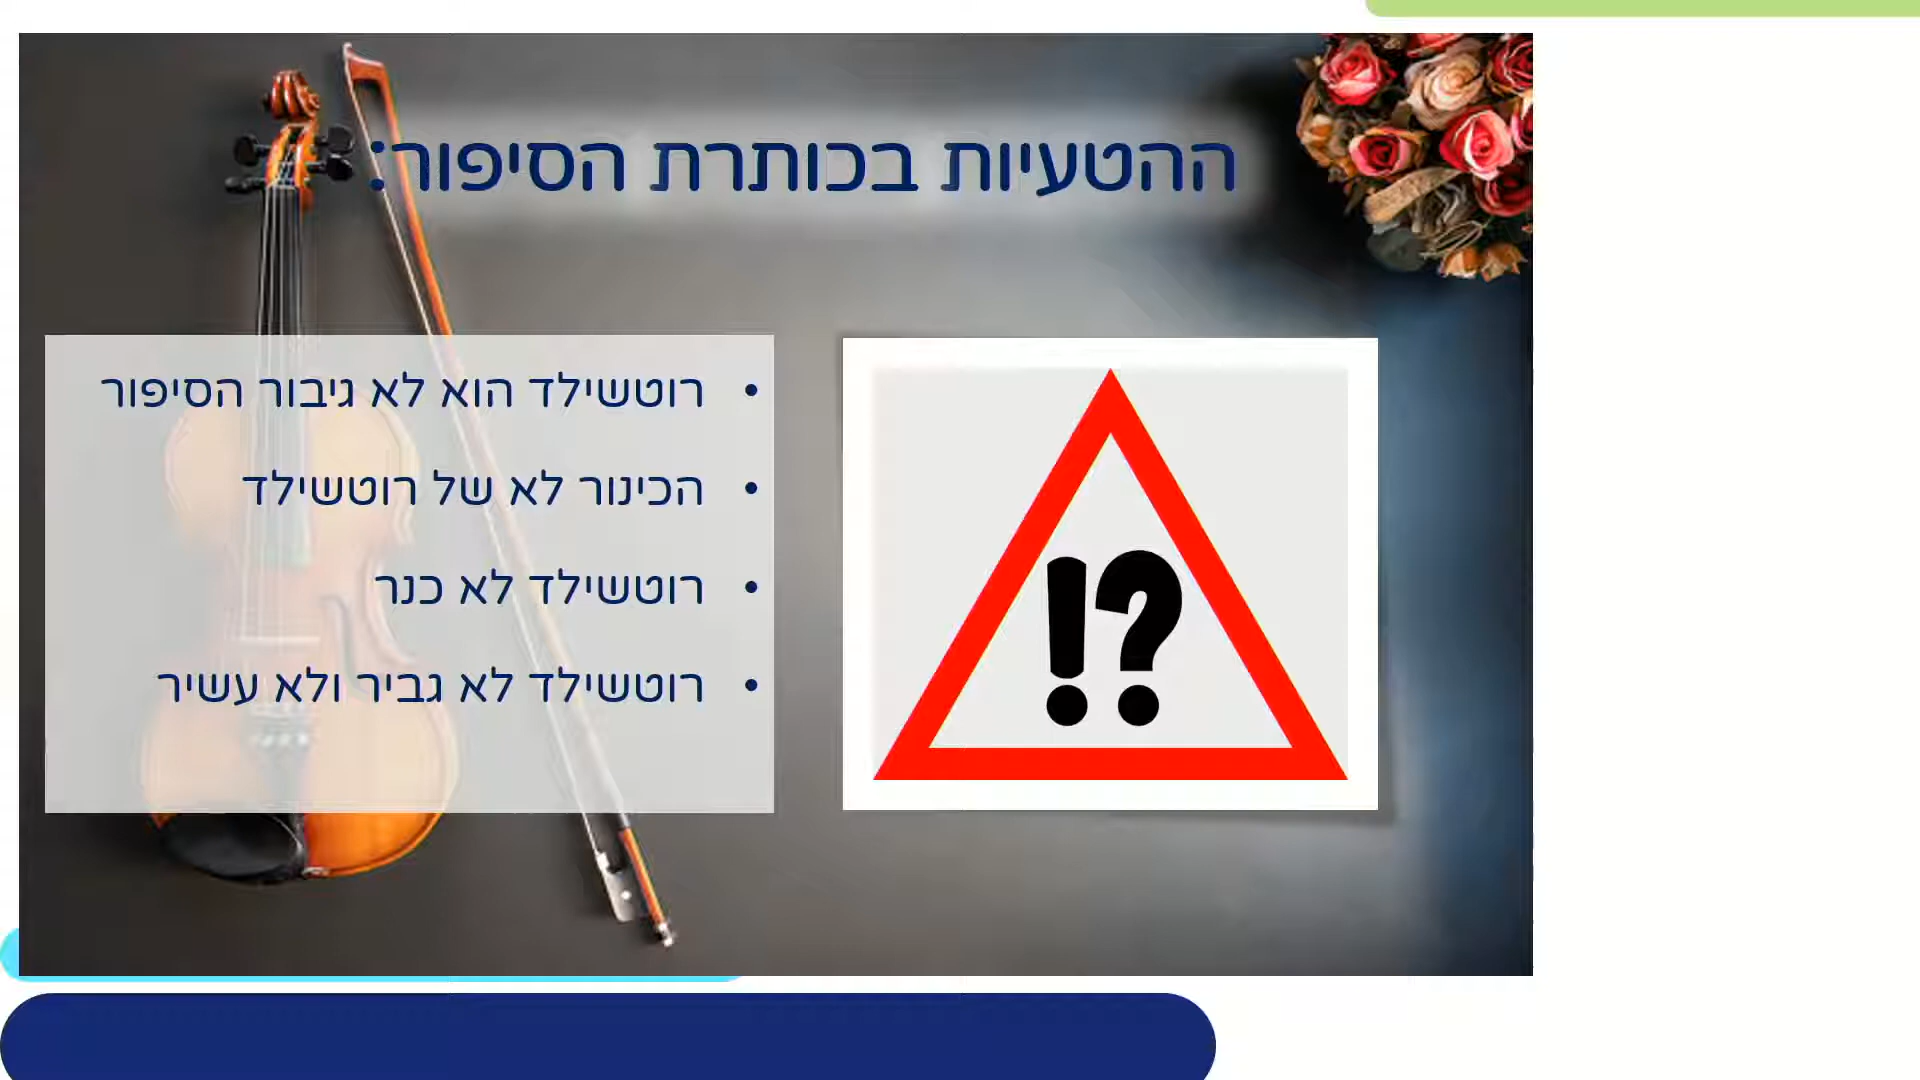 ההטעיות בכותרת הסיפור:
• רוטשילד הוא לא גיבור הסיפור
• הכינור לא של רוטשילד
• רוטשילד לא כנר
• רוטשילד לא גביר ולא עשיר
?!